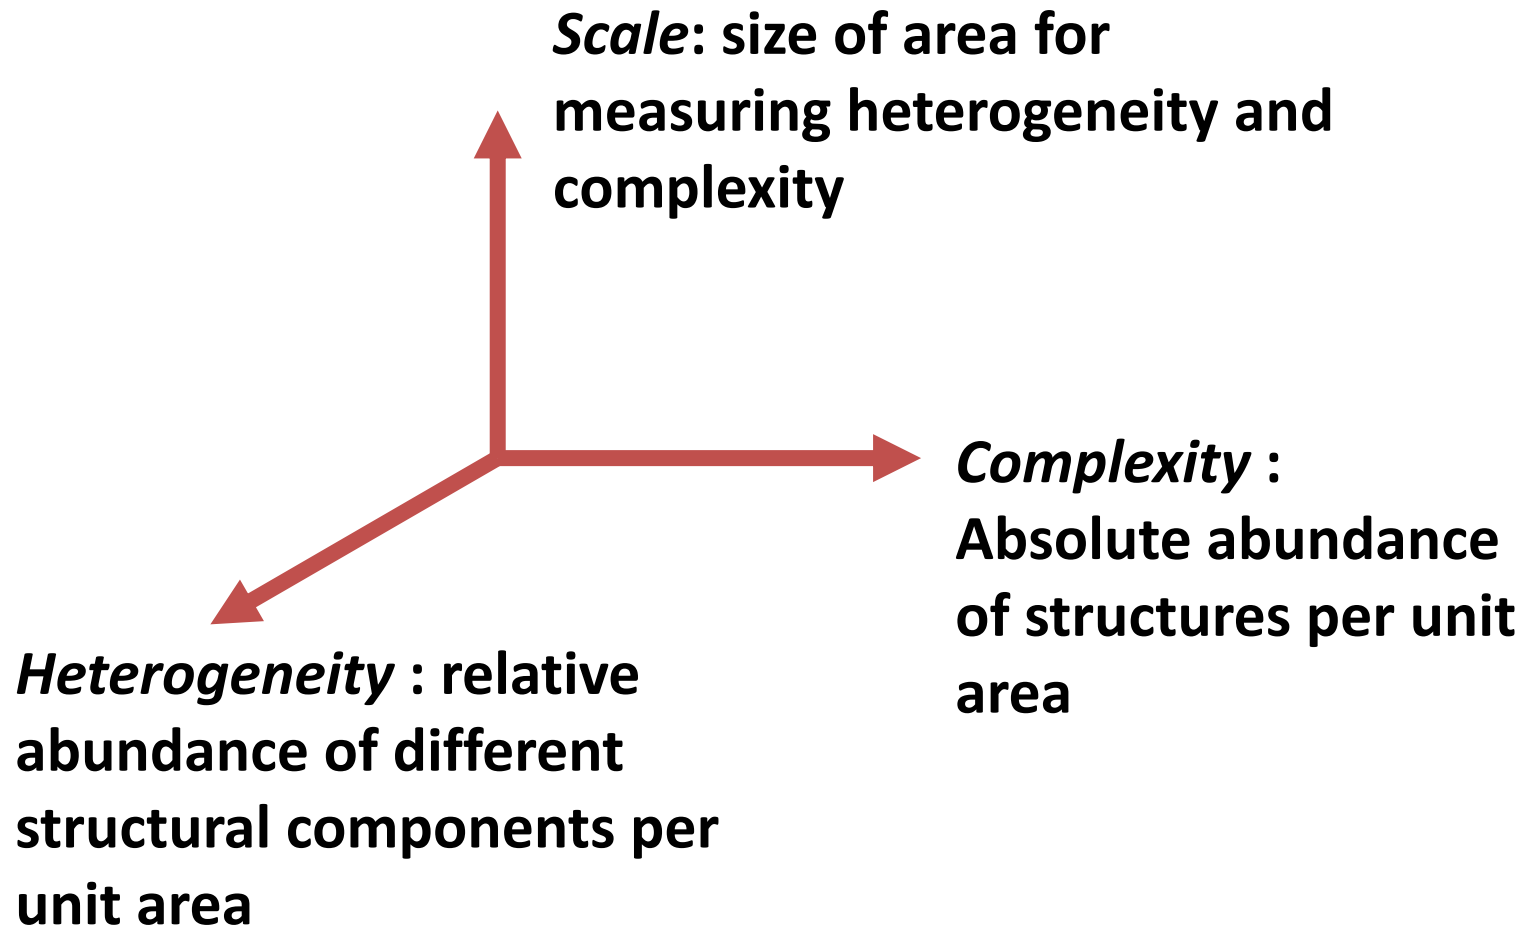 Scale: size of area for
measuring heterogeneity and
complexity
Complexity :
Absolute abundance
of structures per unit
area
Heterogeneity : relative
abundance of different
structural components per
unit area